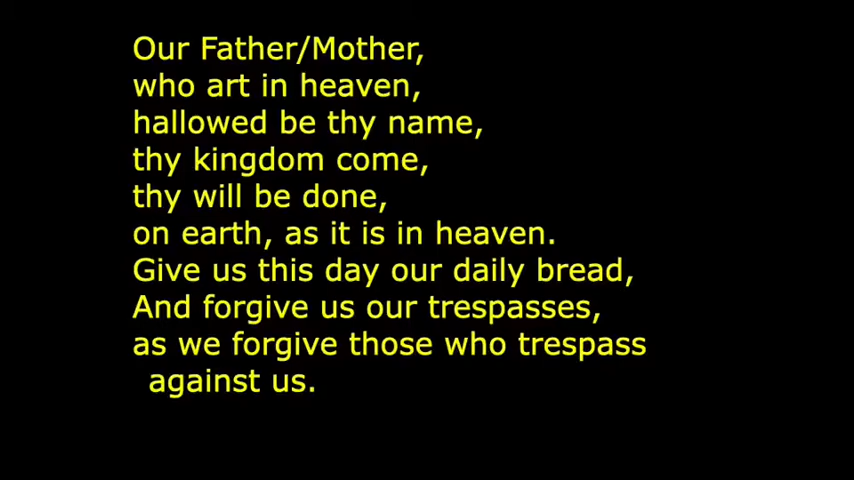 Our Father/Mother,
who art in heaven,
hallowed be thy name,
thy kingdom come,
thy will be done,
on earth, as it is in heaven.
Give us this day our daily bread,
And forgive us our trespasses,
as we forgive those who trespass
against us.